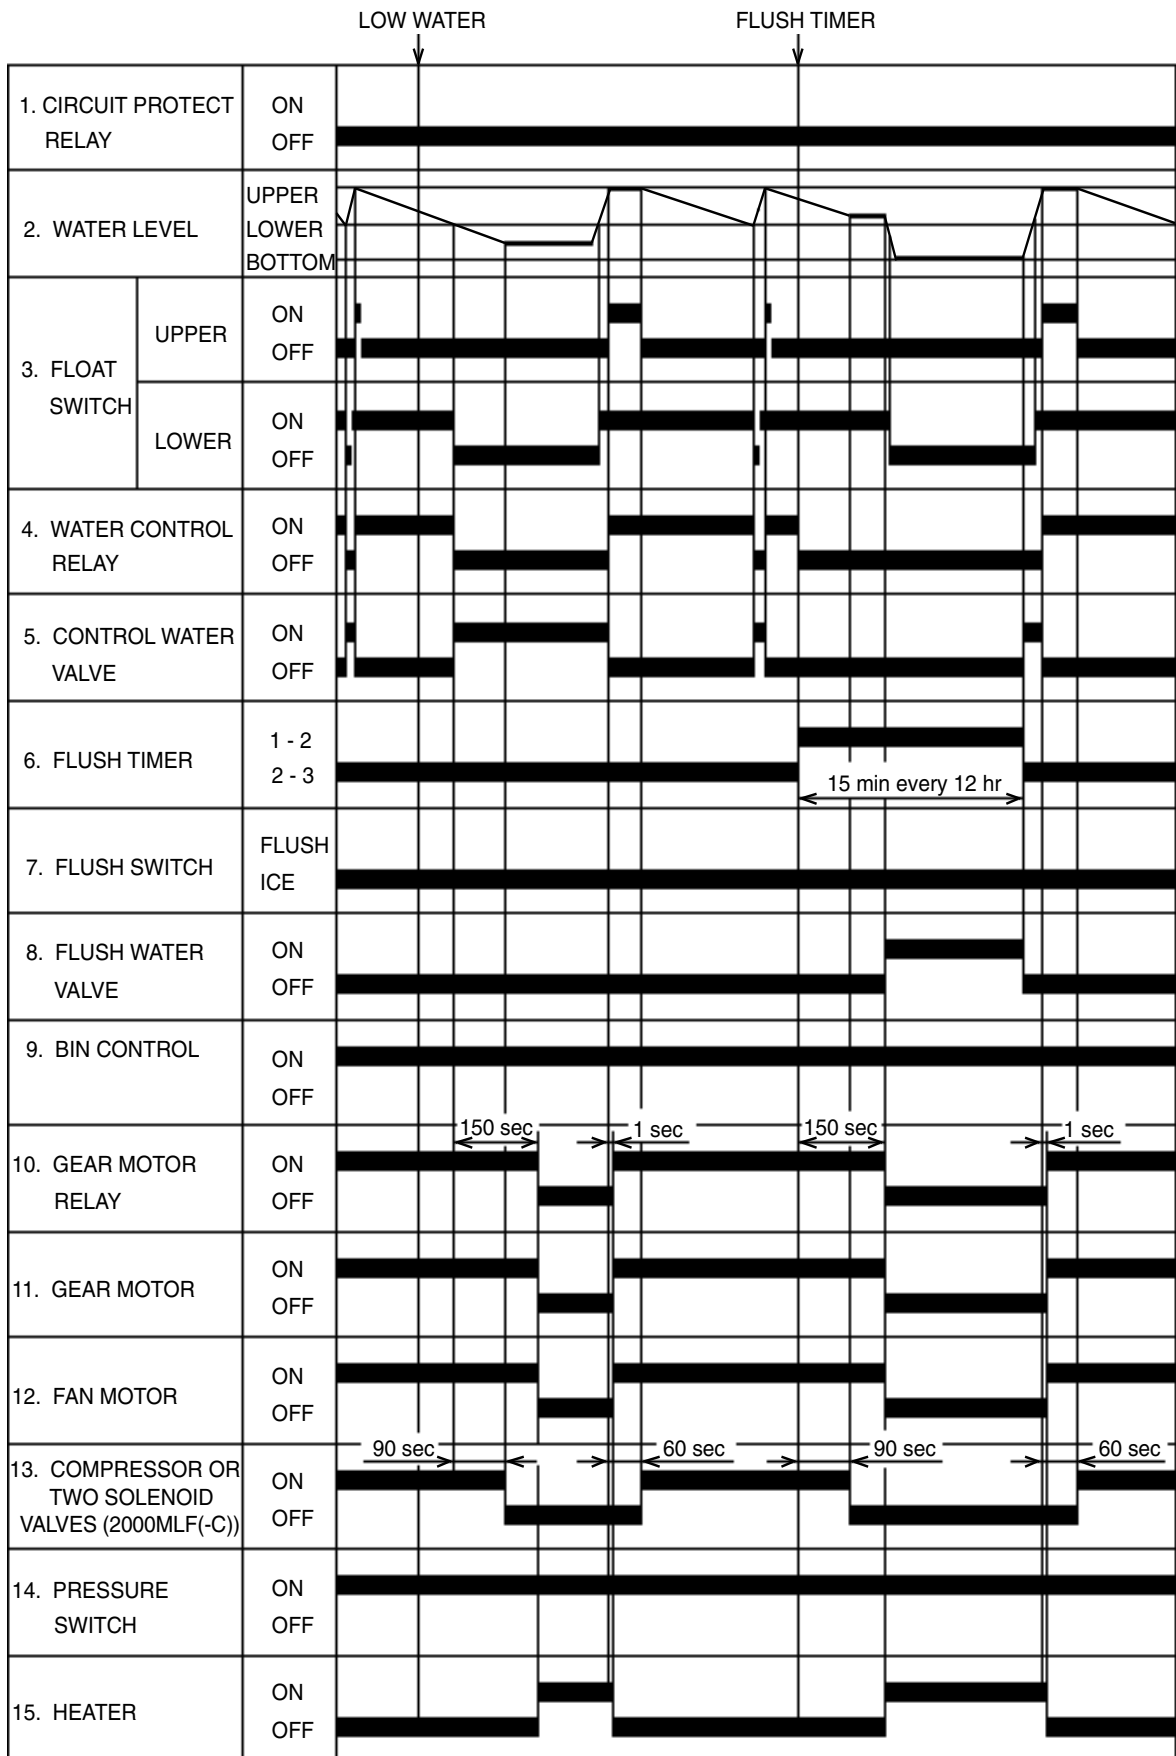 LOW WATER
FLUSH TIMER
1. CIRCUIT PROTECT
RELAY
ON
OFF
2. WATER LEVEL
UPPER
LOWER
BOTTOM
3. FLOAT
SWITCH
UPPER
ON
OFF
LOWER
ON
OFF
4. WATER CONTROL
RELAY
ON
OFF
5. CONTROL WATER
VALVE
ON
OFF
6. FLUSH TIMER
1 - 2
2 - 3
15 min every 12 hr
7. FLUSH SWITCH
FLUSH
ICE
8. FLUSH WATER
VALVE
ON
OFF
9. BIN CONTROL
ON
OFF
10. GEAR MOTOR
RELAY
ON
OFF
150 sec
1 sec
150 sec
1 sec
11. GEAR MOTOR
ON
OFF
12. FAN MOTOR
ON
OFF
13. COMPRESSOR OR
TWO SOLENOID
VALVES (2000MLF(-C))
ON
OFF
90 sec
60 sec
90 sec
60 sec
14. PRESSURE
SWITCH
ON
OFF
15. HEATER
ON
OFF